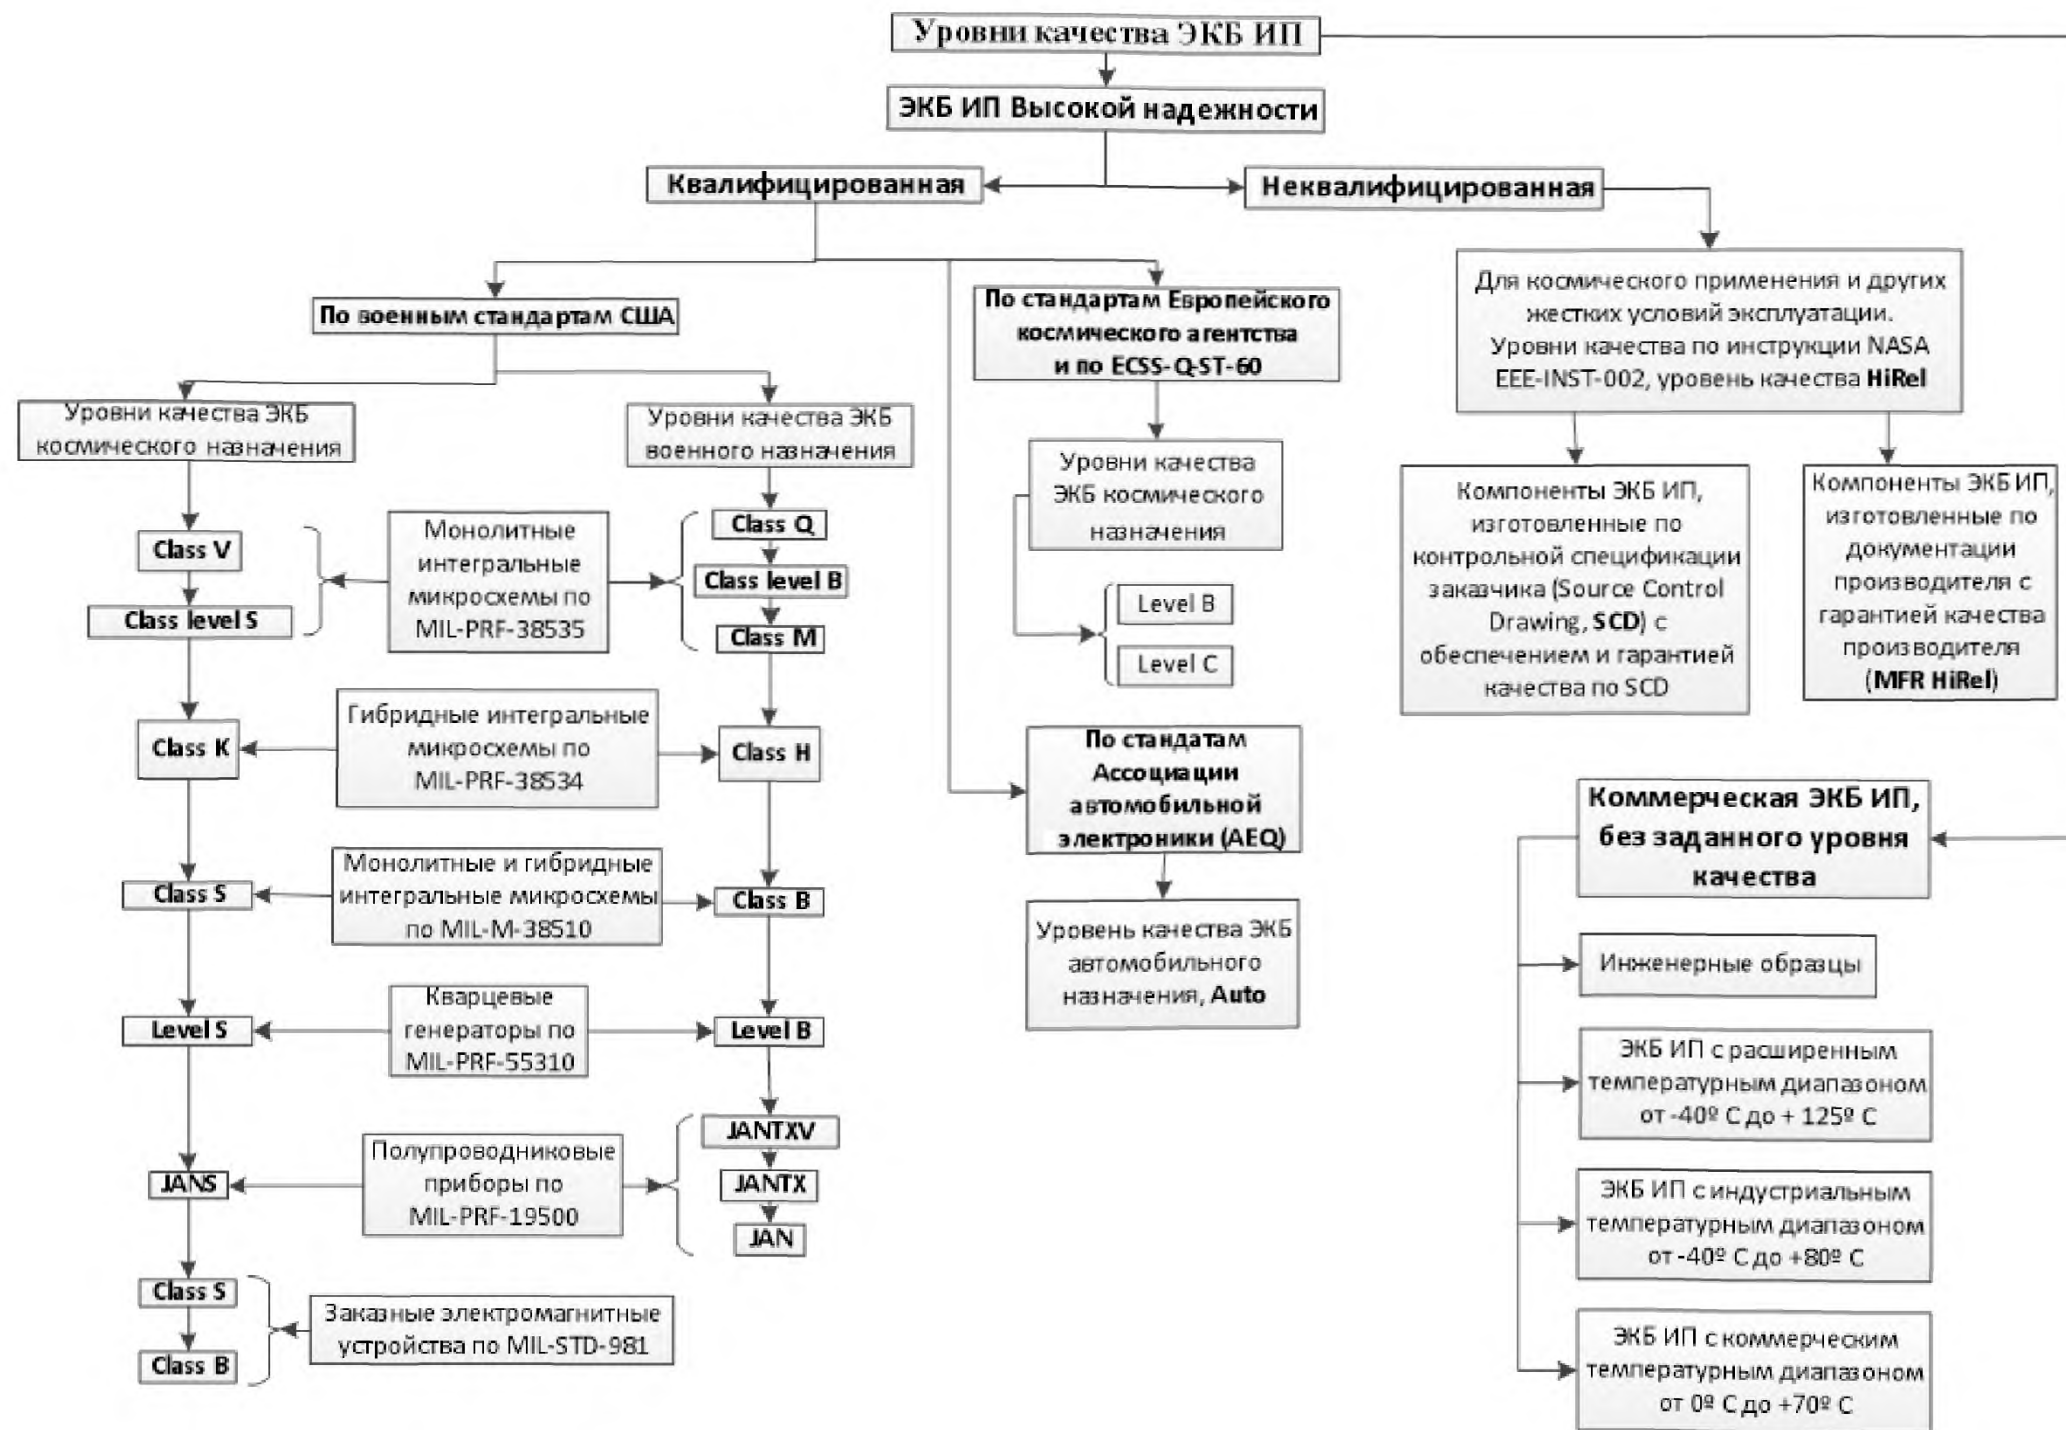 Уровни качества ЭКБ ИП
ЭКБ ИП Высокой надежности
Квалифицированная
Неквалифицированная
По военным стандартам США
Уровни качества ЭКБ
космического назначения
Class V
Class level S
Class K
Class S
Level S
JANS
Class S
Class B
Монолитные
интегральные
микросхемы по
MIL-PRF-38535
Гибридные интегральные
микросхемы по
MIL-PRF-38534
Монолитные и гибридные
интегральные микросхемы
по MIL-M-38510
Кварцевые
генераторы по
MIL-PRF-55310
Полупроводниковые
приборы по
MIL-PRF-19500
Заказные электромагнитные
устройства по MIL-STD-981
Уровни качества ЭКБ
военного назначения
Class Q
Class level B
Class M
Class H
Class B
Level B
JANTXV
JANTX
JAN
По стандартам Европейского
космического агентства
и по ECSS-Q-ST-60
Уровни качества
ЭКБ космического
назначения
Level B
Level C
По стандатам
Ассоциации
автомобильной
электроники (AEQ)
Уровень качества ЭКБ
автомобильного
назначения, Auto
Для космического применения и других
жестких условий эксплуатации.
Уровни качества по инструкции NASA
EEE-INST-002, уровень качества HiRel
Компоненты ЭКБ ИП,
изготовленные по
контрольной спецификации
заказчика (Source Control
Drawing, SCD) с
обеспечением и гарантией
качества по SCD
Компоненты ЭКБ ИП,
изготовленные по
документации
производителя с
гарантией качества
производителя
(MFR HiRel)
Коммерческая ЭКБ ИП,
без заданного уровня
качества
Инженерные образцы
ЭКБ ИП с расширенным
температурным диапазоном
от -40º С до + 125º С
ЭКБ ИП с индустриальным
температурным диапазоном
от -40º С до +80º С
ЭКБ ИП с коммерческим
температурным диапазоном
от 0º С до +70º С